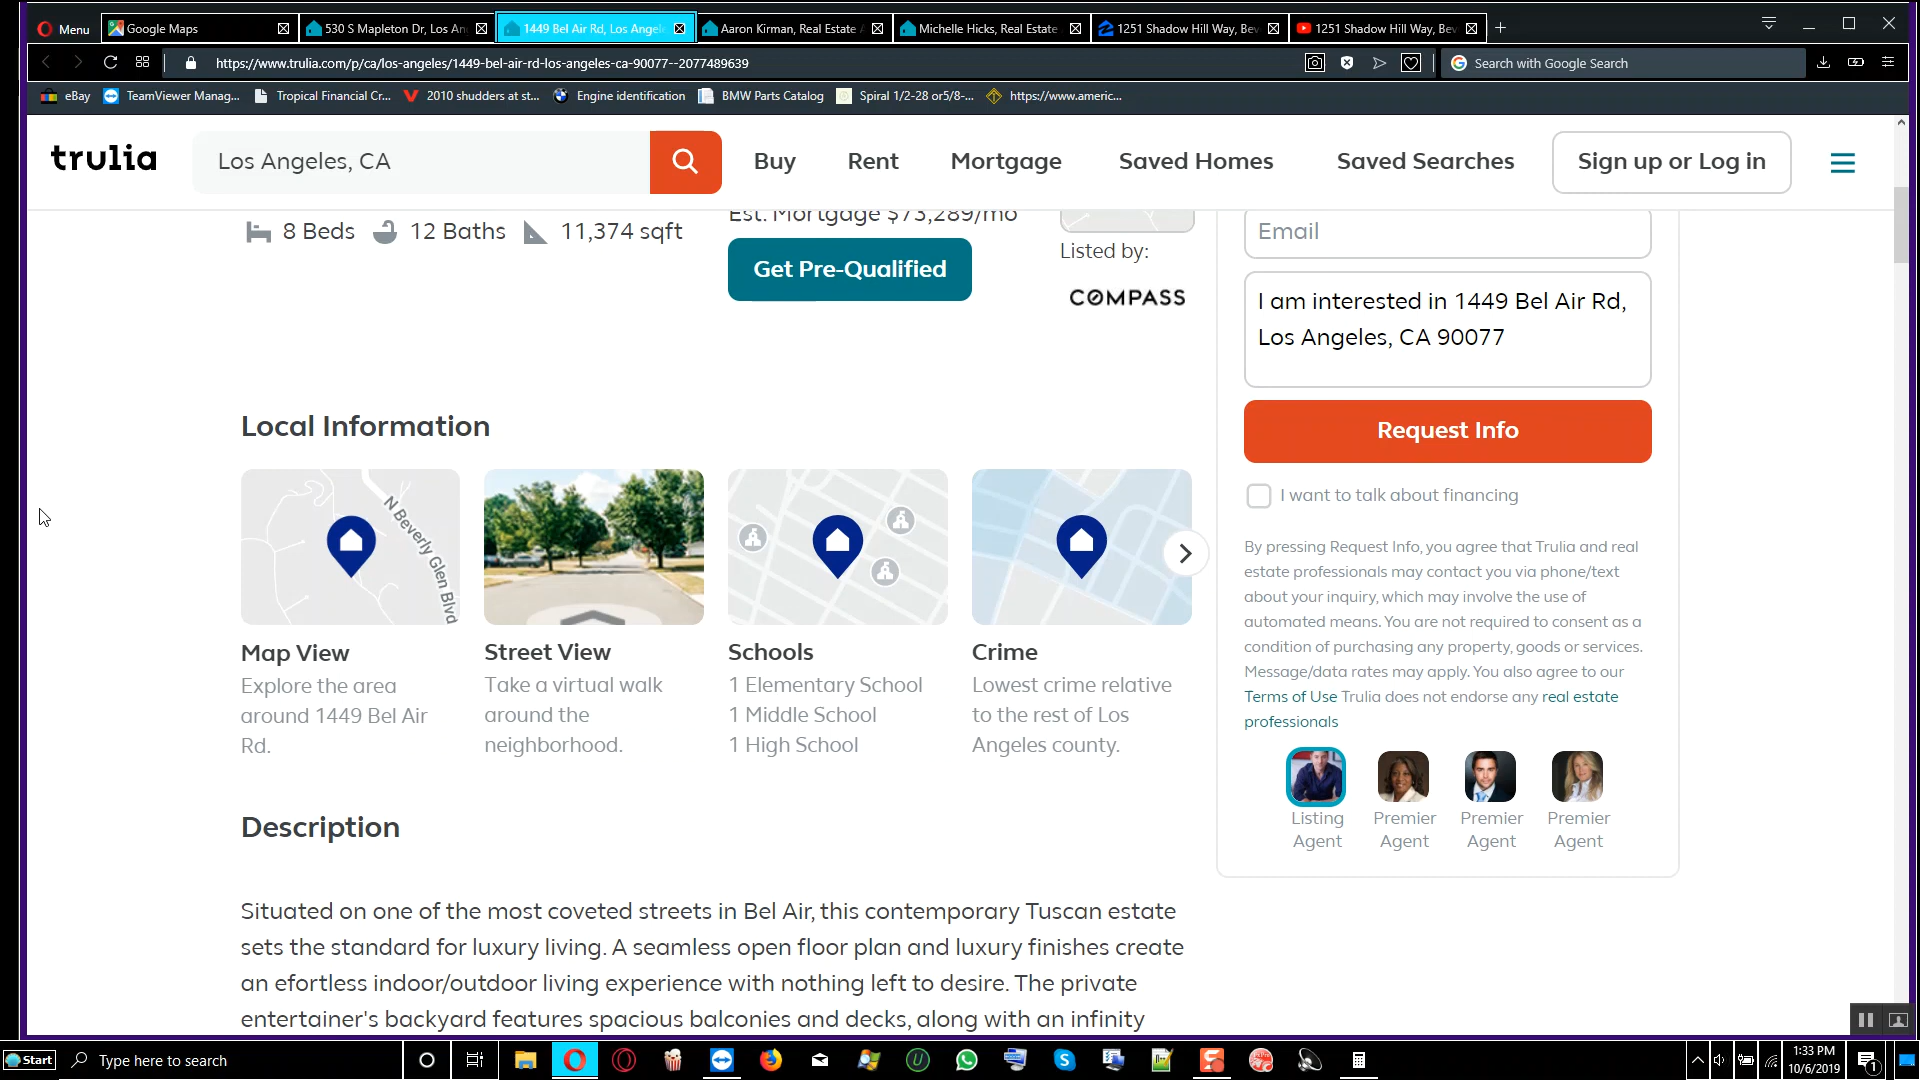 Menu
Google Maps
530 S Mapleton Dr, Los An
1449 Bel Air Rd, Los Angele
Aaron Kirman, Real Estate A
Michelle Hicks, Real Estate
1251 Shadow Hill Way, Bev
1251 Shadow Hill Way, Bev
https://www.trulia.com/p/ca/los-angeles/1449-bel-air-rd-los-angeles-ca-90077--2077489639
Search with Google Search
eBay
TeamViewer Manag...
Tropical Financial Cr...
2010 shudders at st...
Engine identification
BMW Parts Catalog
Spiral 1/2-28 or5/8-...
https://www.americ...
trulia
Los Angeles, CA
Buy
Rent
Mortgage
Saved Homes
Saved Searches
Sign up or Log in
8 Beds
12 Baths
11,374 sqft
Est. Mortgage $73,289/mo
Get Pre-Qualified
Listed by:
COMPASS
Email
I am interested in 1449 Bel Air Rd,
Los Angeles, CA 90077
Request Info
I want to talk about financing
By pressing Request Info, you agree that Trulia and real
estate professionals may contact you via phone/text
about your inquiry, which may involve the use of
automated means. You are not required to consent as a
condition of purchasing any property, goods or services.
Message/data rates may apply. You also agree to our
Terms of Use Trulia does not endorse any real estate
professionals
Listing
Agent
Premier
Agent
Premier
Agent
Premier
Agent
Local Information
N Beverly Glen Blvd
Map View
Explore the area
around 1449 Bel Air
Rd.
Street View
Take a virtual walk
around the
neighborhood.
Schools
1 Elementary School
1 Middle School
1 High School
Crime
Lowest crime relative
to the rest of Los
Angeles county.
Description
Situated on one of the most coveted streets in Bel Air, this contemporary Tuscan estate
sets the standard for luxury living. A seamless open floor plan and luxury finishes create
an efortless indoor/outdoor living experience with nothing left to desire. The private
entertainer's backyard features spacious balconies and decks, along with an infinity
Start
Type here to search
1:33 PM
10/6/2019
1